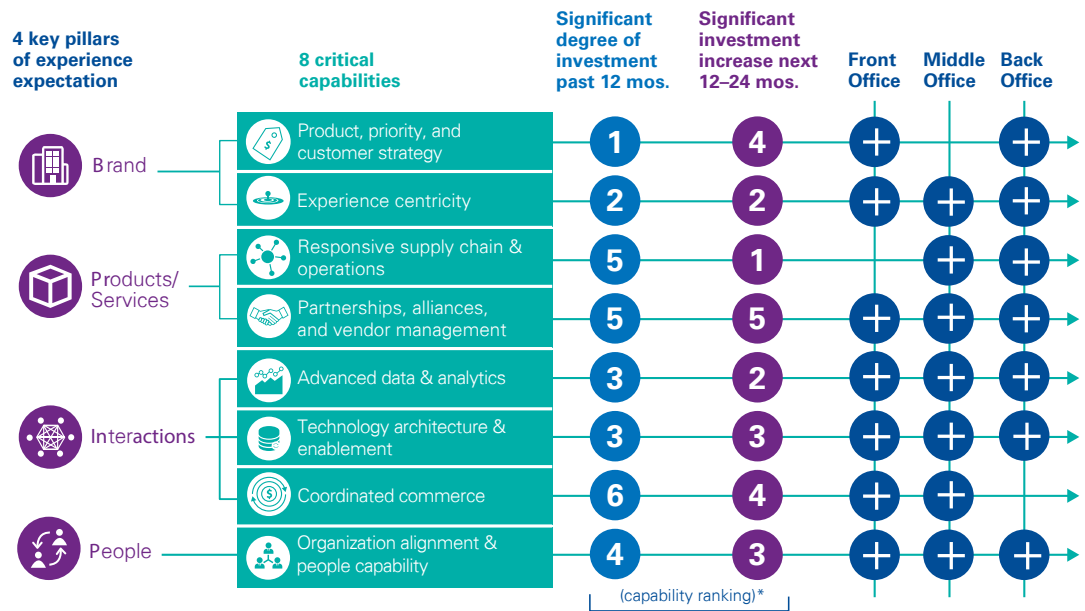 4 key pillars
of experience
expectation
8 critical
capabilities
Significant
degree of
investment
past 12 mos.
Significant
investment
increase next
12–24 mos.
Front
Office
Middle
Office
Back
Office
Brand
Product, priority, and
customer strategy
1
4
Experience centricity
2
2
Products/
Services
Responsive supply chain &
operations
5
1
Partnerships, alliances,
and vendor management
5
5
Interactions
Advanced data & analytics
3
2
Technology architecture &
enablement
3
3
Coordinated commerce
6
4
People
Organization alignment &
people capability
4
3
(capability ranking)*